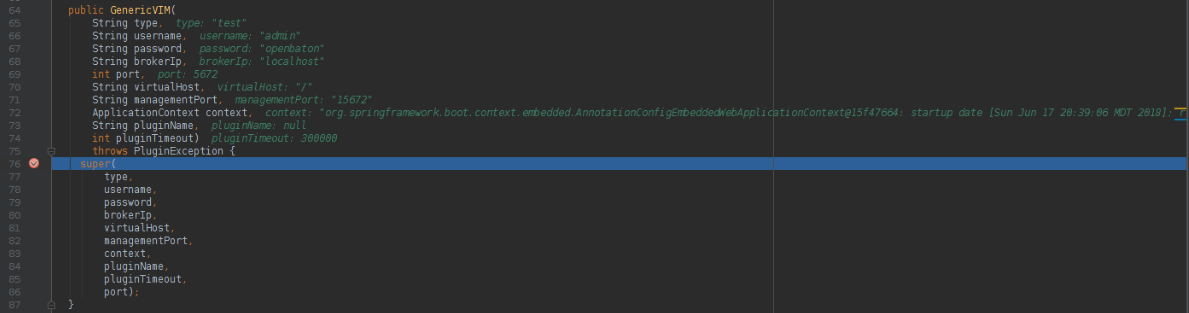 64 public GenericVIM(
65 String type, type: "test"
66 String username, username: "admin"
67 String password, password: "openbaton"
68 String brokerIp, brokerIp: "localhost"
69 int port, port: 5672
70 String virtualHost, virtualHost: "/"
71 String managementPort, managementPort: "15672"
72 ApplicationContext context, context: "org.springframework.boot.context.embedded.AnnotationConfigEmbeddedWebApplicationContext@15f47664: startup date [Sun Jun 17 20:39:06 MDT 2018]; r
73 String pluginName, pluginName: null
74 int pluginTimeout) pluginTimeout: 300000
75 throws PluginException {
76 super(
77 type,
78 username,
79 password,
80 brokerIp,
81 virtualHost,
82 managementPort,
83 context,
84 pluginName,
85 pluginTimeout,
86 port);
87 }